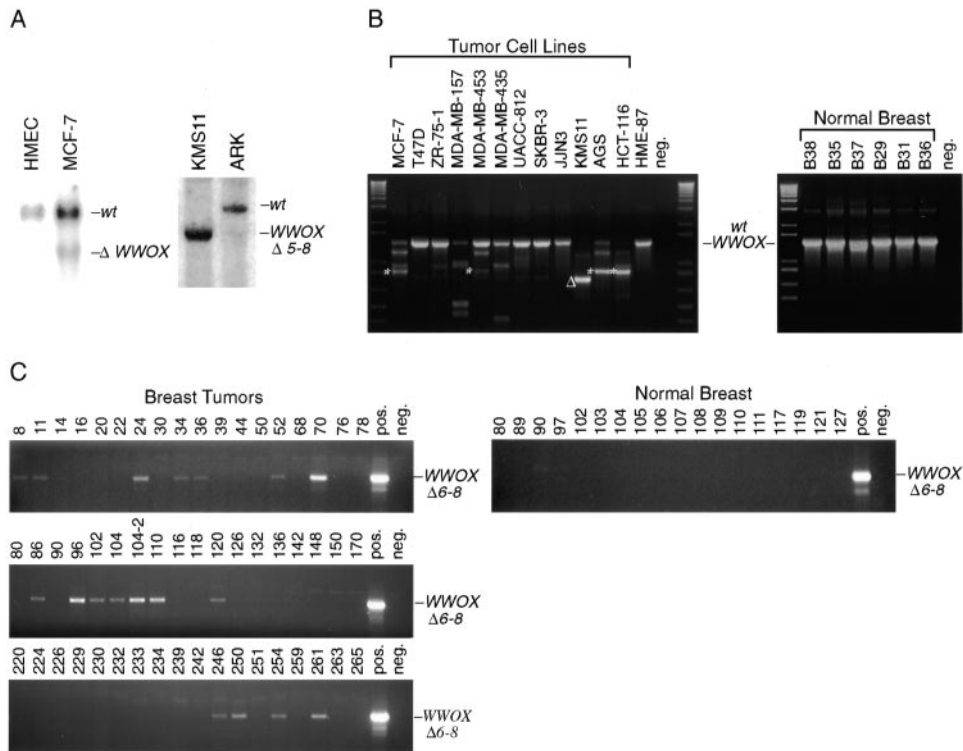 A
HMEC
MCF-7
–wt
–Δ WWOX
KMS11
ARK
–wt
–WWOX
Δ 5-8
B
Tumor Cell Lines
MCF-7
T47D
ZR-75-1
MDA-MB-157
MDA-MB-453
MDA-MB-435
UACC-812
SKBR-3
JJN3
KMS11
AGS
HCT-116
HME-87
neg.
* * Δ * *
wt
–WWOX–
Normal Breast
B38
B35
B37
B29
B31
B36
neg.
C
Breast Tumors
8 11 14 16 20 22 24 30 34 36 39 44 50 52 68 70 76 78 pos. neg.
–WWOX
Δ6-8
80 86 90 96 102 104 104-2 110 116 118 120 126 132 136 142 148 150 170 pos. neg.
–WWOX
Δ6-8
220 224 226 229 230 232 233 234 239 242 246 250 251 254 259 261 263 265 pos. neg.
–WWOX
Δ6-8
Normal Breast
80 89 90 97 102 103 104 105 106 107 108 109 110 111 117 119 121 127 pos. neg.
–WWOX
Δ6-8